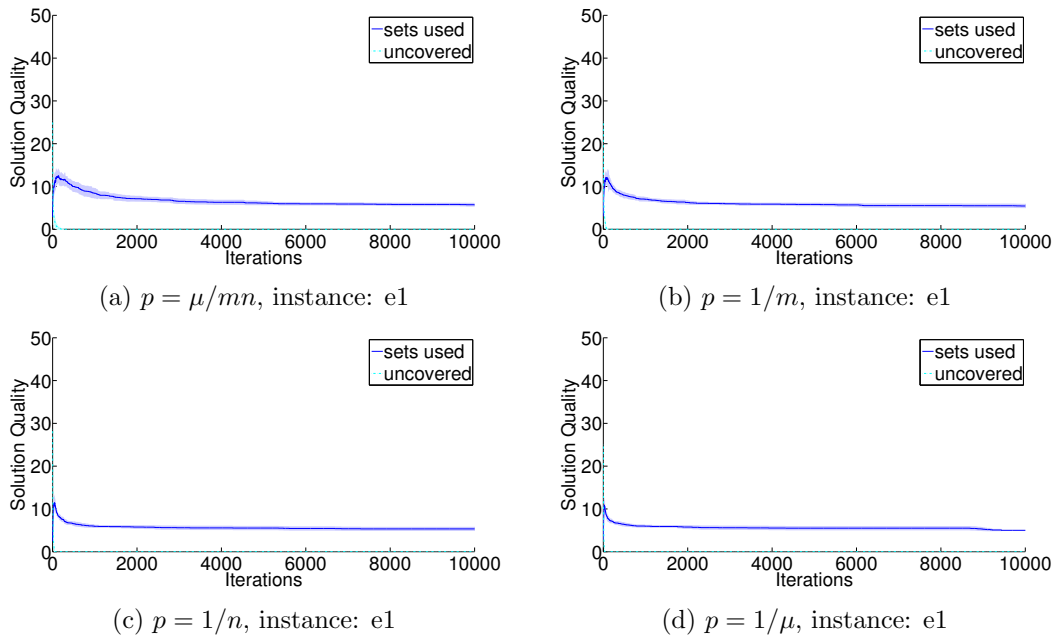 50
40
30
20
10
0
Solution Quality
sets used
uncovered
0 2000 4000 6000 8000 10000
Iterations
(a) p = μ/mn, instance: e1
50
40
30
20
10
0
Solution Quality
sets used
uncovered
0 2000 4000 6000 8000 10000
Iterations
(b) p = 1/m, instance: e1
50
40
30
20
10
0
Solution Quality
sets used
uncovered
0 2000 4000 6000 8000 10000
Iterations
(c) p = 1/n, instance: e1
50
40
30
20
10
0
Solution Quality
sets used
uncovered
0 2000 4000 6000 8000 10000
Iterations
(d) p = 1/μ, instance: e1